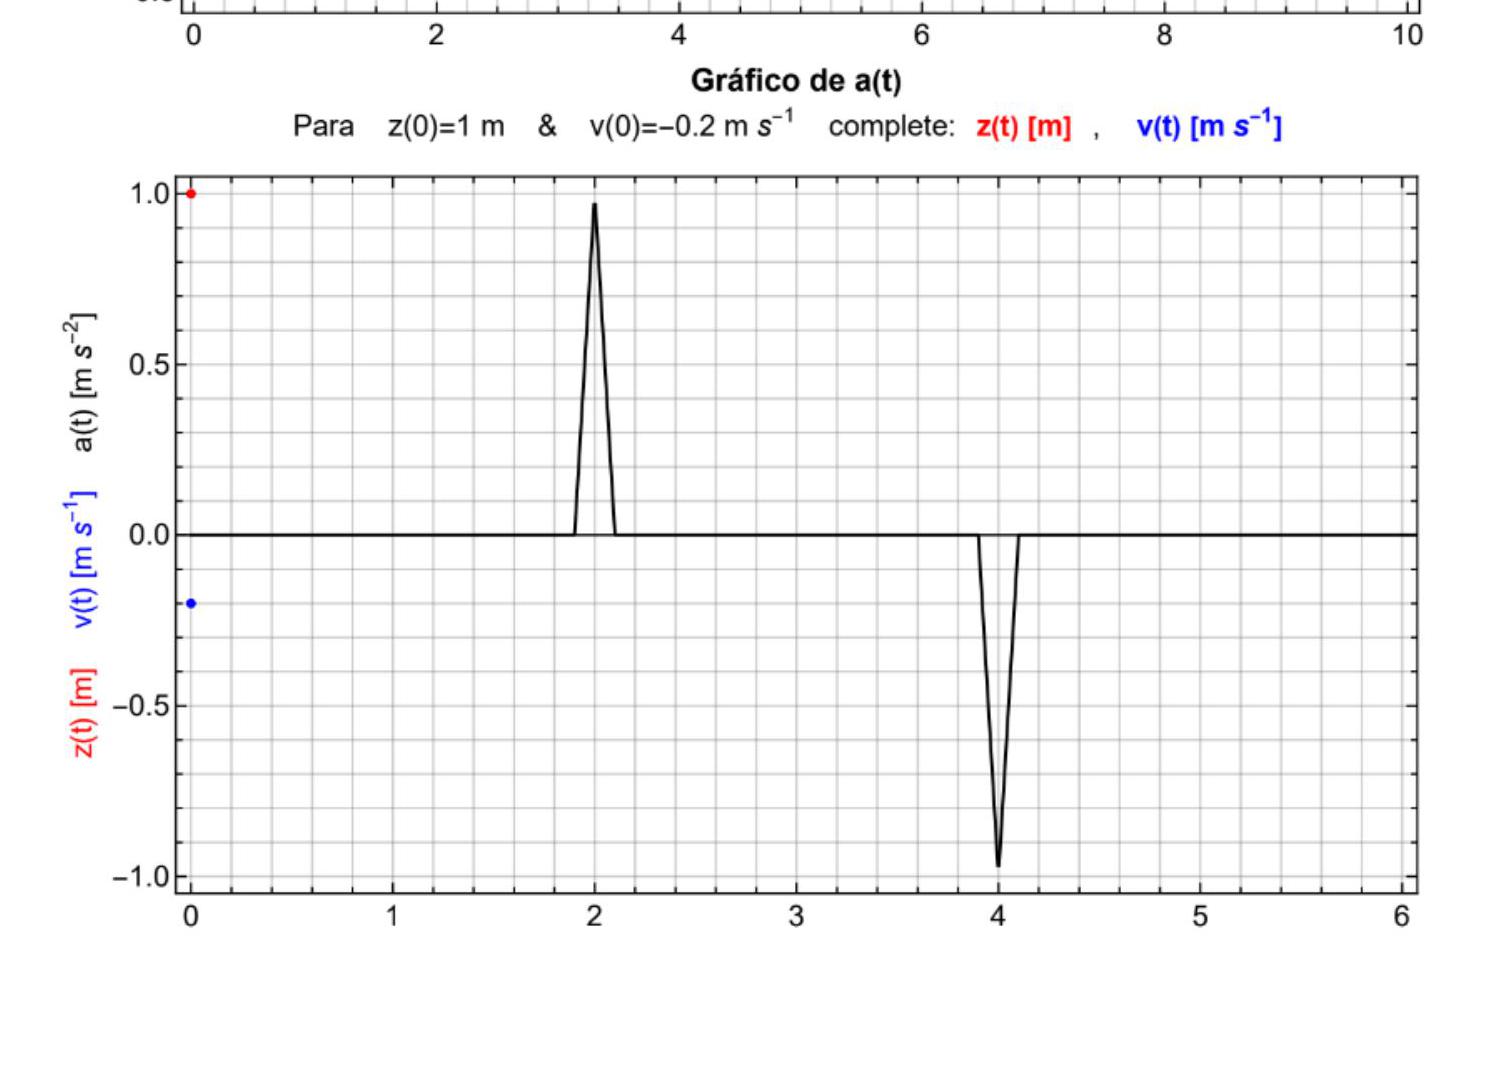 0 2 4 6 8 10
Gráfico de a(t)
Para z(0)=1 m & v(0)=−0.2 m s⁻¹ complete: z(t) [m] , v(t) [m s⁻¹]
z(t) [m] v(t) [m s⁻¹] a(t) [m s⁻²]
1.0
0.5
0.0
−0.5
−1.0
0 1 2 3 4 5 6